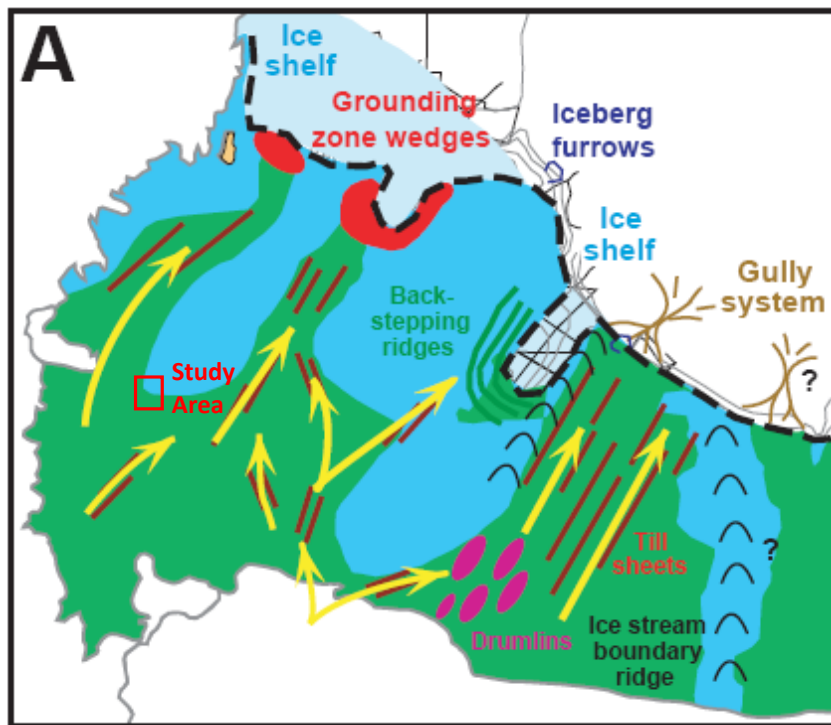 A
Ice
shelf
Grounding
zone wedges
Iceberg
furrows
Ice
shelf
Gully
system
Back-
stepping
ridges
Study
Area
?
?
Till
sheets
Drumlins
Ice stream
boundary
ridge